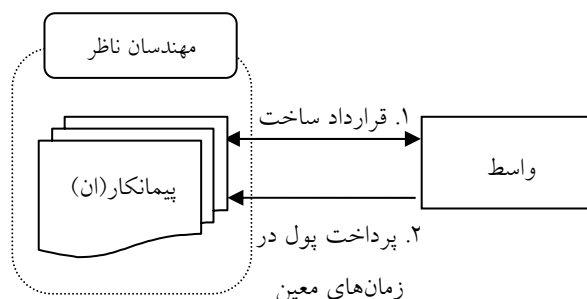 مهندسان ناظر
۱. قرارداد ساخت
واسط
پیمانکار(ان)
۲. پرداخت پول در
زمان‌های معین